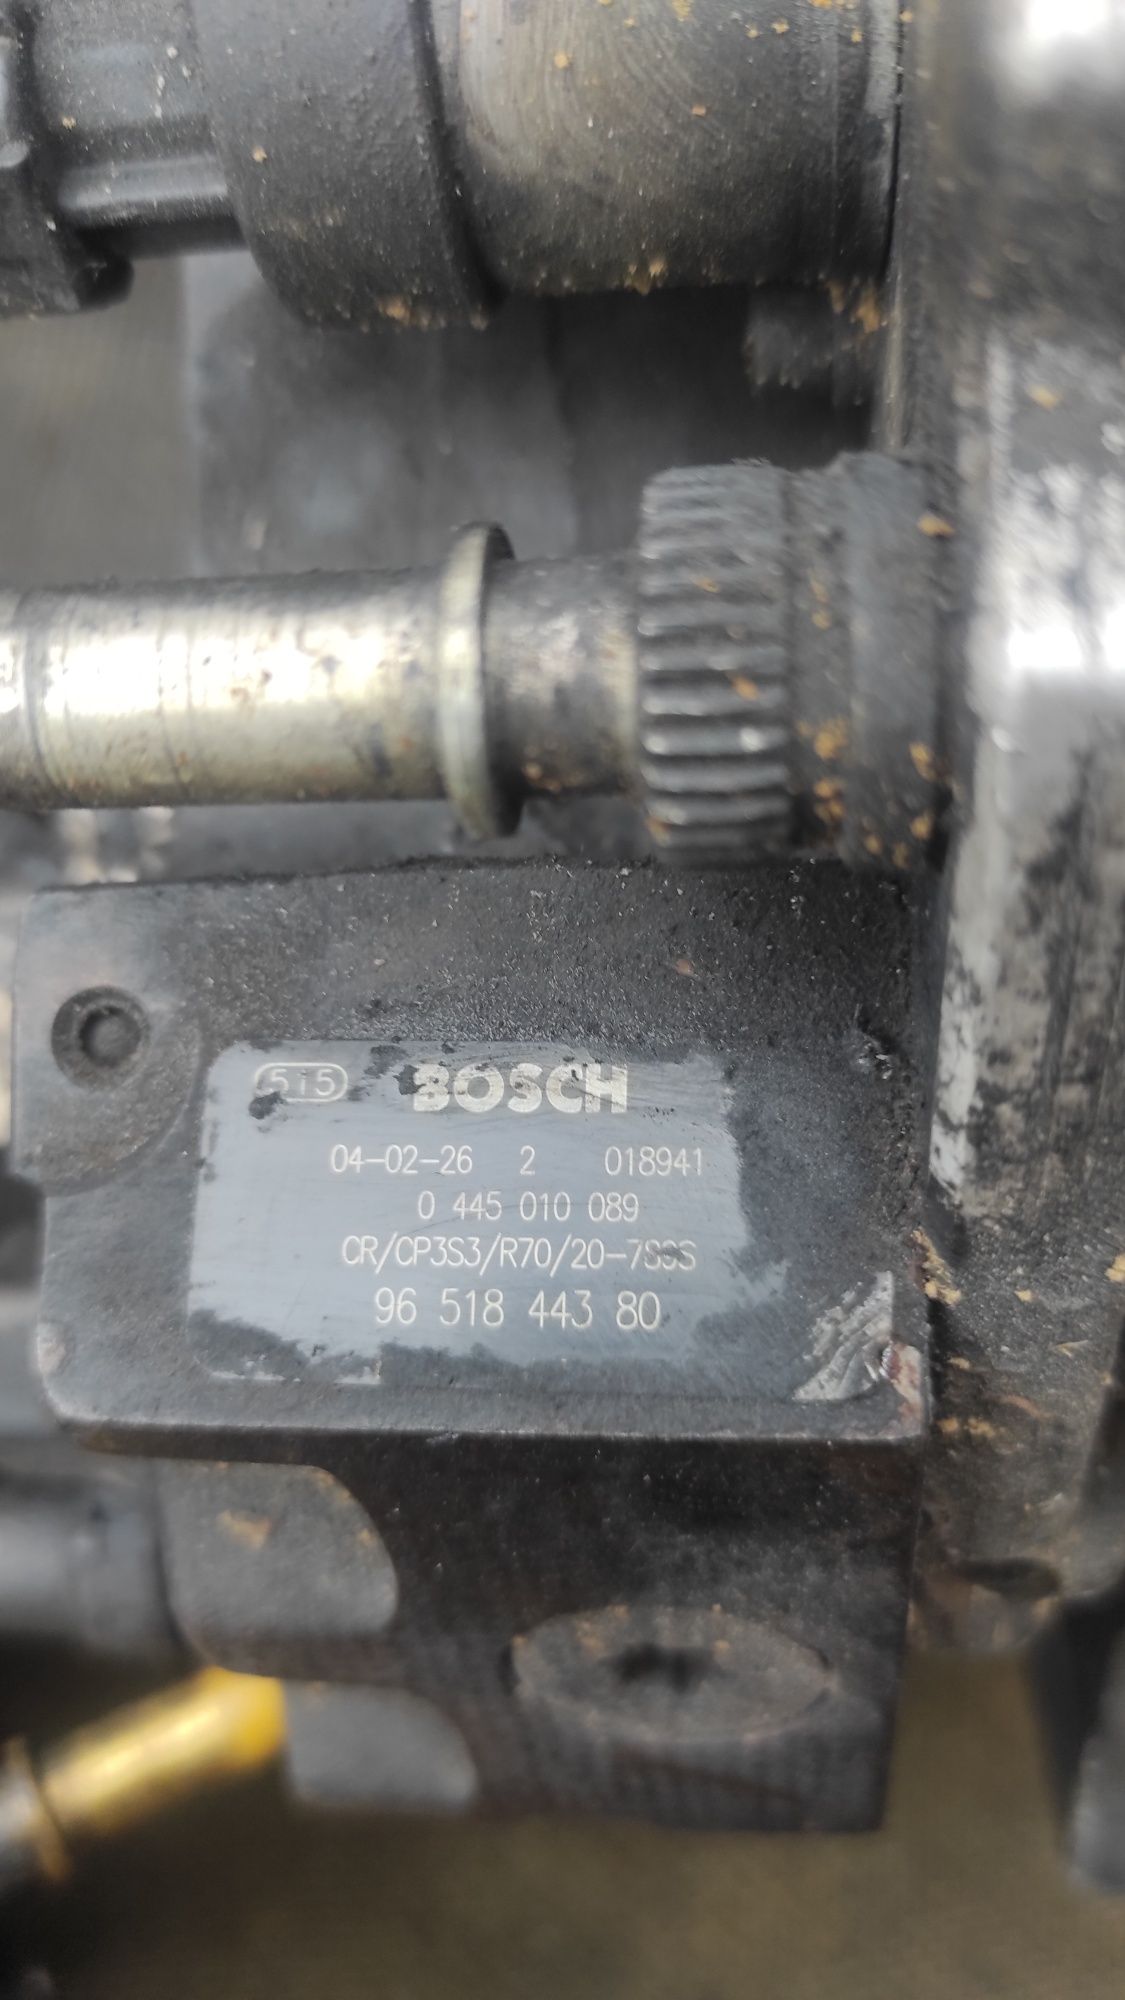 515 BOSCH
04-02-26 2 018941
0 445 010 089
CR/CP3S3/R70/20-789S
96 518 443 80